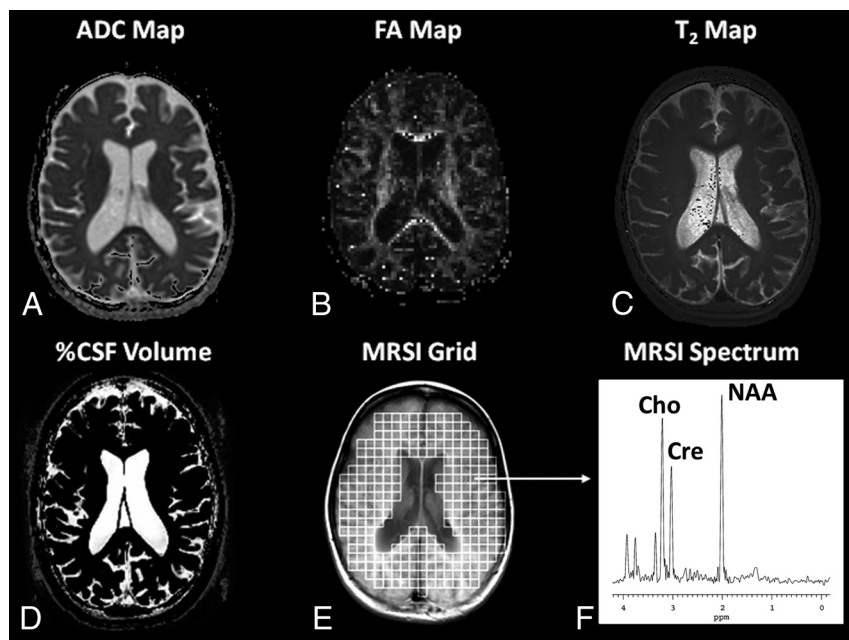 ADC Map
FA Map
T₂ Map
A
B
C
%CSF Volume
MRSI Grid
MRSI Spectrum
Cho
NAA
Cre
4 3 2 1 0
ppm
D
E
F